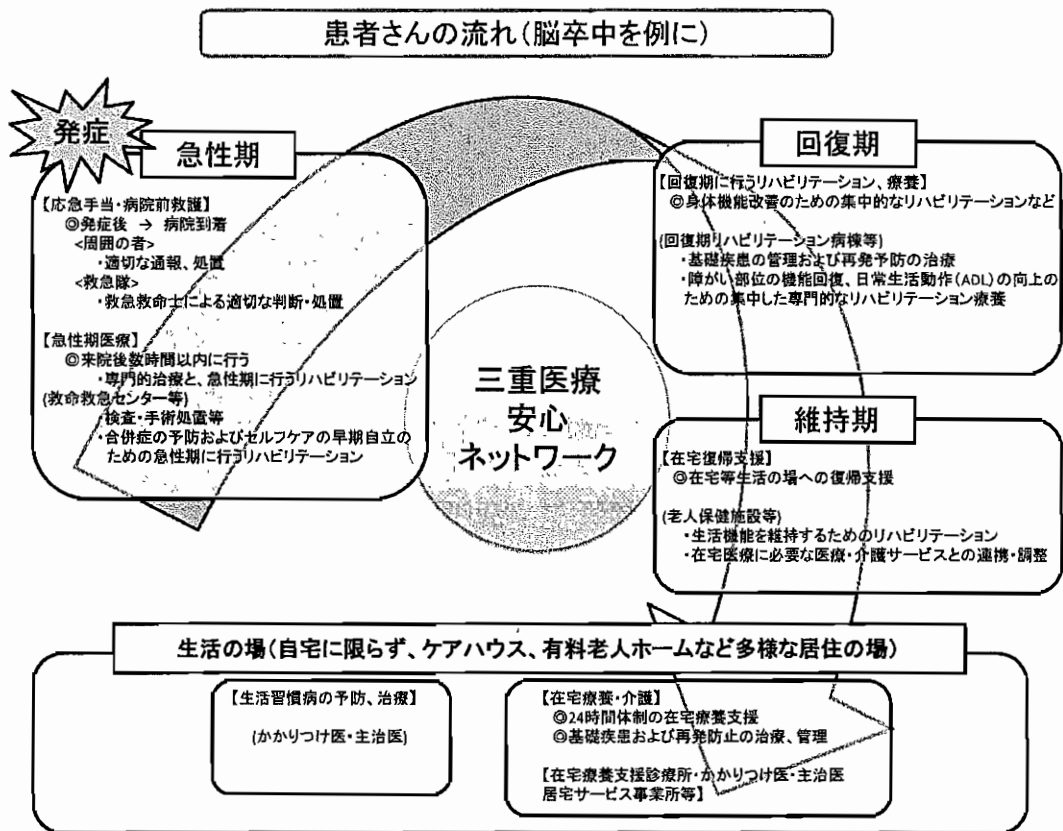 患者さんの流れ(脳卒中を例に)
発症
急性期
【応急手当・病院前救護】
◎発症後 → 病院到着
<周囲の者>
・適切な通報、処置
<救急隊>
・救急救命士による適切な判断・処置
【急性期医療】
◎来院後数時間以内に行う
・専門的治療と、急性期に行うリハビリテーション
(救命救急センター等)
・検査・手術処置等
・合併症の予防およびセルフケアの早期自立の
ための急性期に行うリハビリテーション
回復期
【回復期に行うリハビリテーション、療養】
◎身体機能改善のための集中的なリハビリテーションなど
(回復期リハビリテーション病棟等)
・基礎疾患の管理および再発予防の治療
・障がい部位の機能回復、日常生活動作(ADL)の向上の
ための集中した専門的なリハビリテーション療養
三重医療
安心
ネットワーク
維持期
【在宅復帰支援】
◎在宅等生活の場への復帰支援
(老人保健施設等)
・生活機能を維持するためのリハビリテーション
・在宅医療に必要な医療・介護サービスとの連携・調整
生活の場(自宅に限らず、ケアハウス、有料老人ホームなど多様な居住の場)
【生活習慣病の予防、治療】
(かかりつけ医・主治医)
【在宅療養・介護】
◎24時間体制の在宅療養支援
◎基礎疾患および再発防止の治療、管理
【在宅療養支援診療所・かかりつけ医・主治医
居宅サービス事業所等】